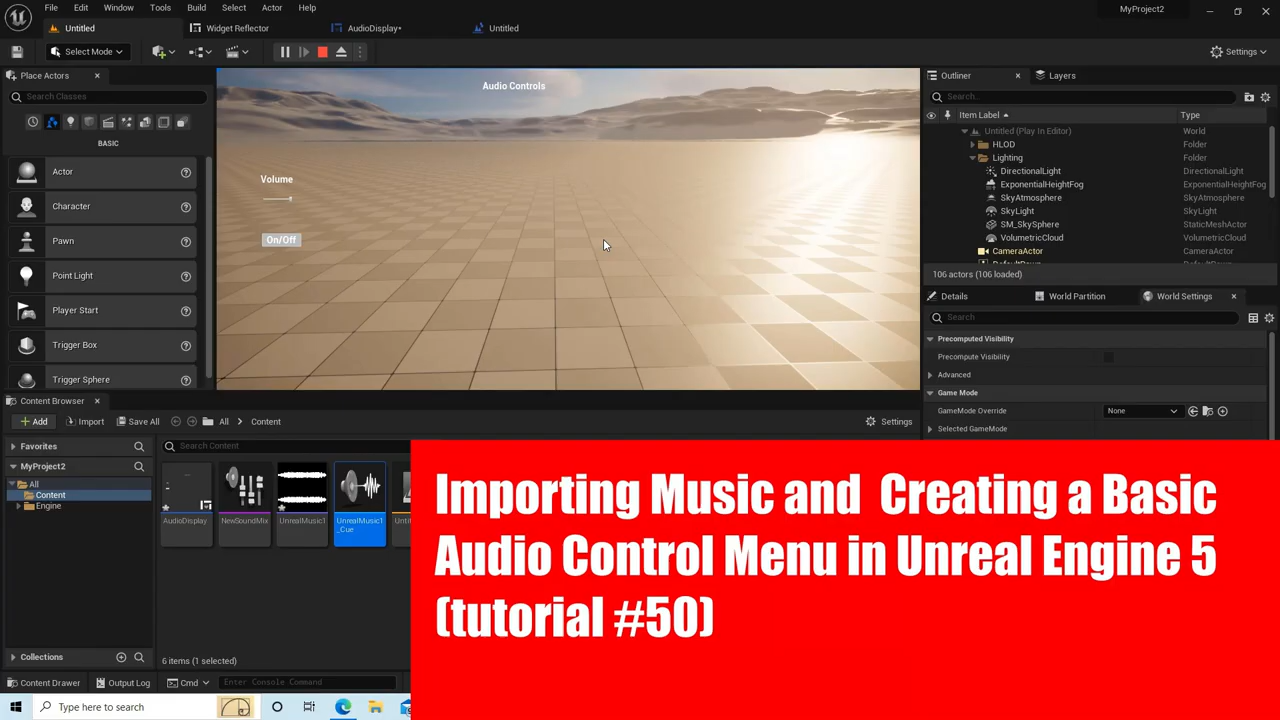 File Edit Window Tools Build Select Actor Help
MyProject2
Untitled
Widget Reflector
AudioDisplay*
Untitled
Select Mode
Settings
Place Actors
Search Classes
BASIC
Actor
Character
Pawn
Point Light
Player Start
Trigger Box
Trigger Sphere
Audio Controls
Volume
On/Off
Outliner
Layers
Search...
Item Label
Type
Untitled (Play In Editor)
World
HLOD
Folder
Lighting
Folder
DirectionalLight
DirectionalLight
ExponentialHeightFog
ExponentialHeightFog
SkyAtmosphere
SkyAtmosphere
SkyLight
SkyLight
SM_SkySphere
StaticMeshActor
VolumetricCloud
VolumetricCloud
CameraActor
CameraActor
106 actors (106 loaded)
Details
World Partition
World Settings
Search
Precomputed Visibility
Precompute Visibility
Advanced
Game Mode
GameMode Override
None
Selected GameMode
Content Browser
Add
Import
Save All
All
Content
Settings
Favorites
Search Content
MyProject2
All
Content
Engine
AudioDisplay
NewSoundMix
UnrealMusic1
UnrealMusic1
_Cue
Collections
6 items (1 selected)
Content Drawer
Output Log
Cmd
Enter Console Command
Type here to search
Importing Music and Creating a Basic
Audio Control Menu in Unreal Engine 5
(tutorial #50)